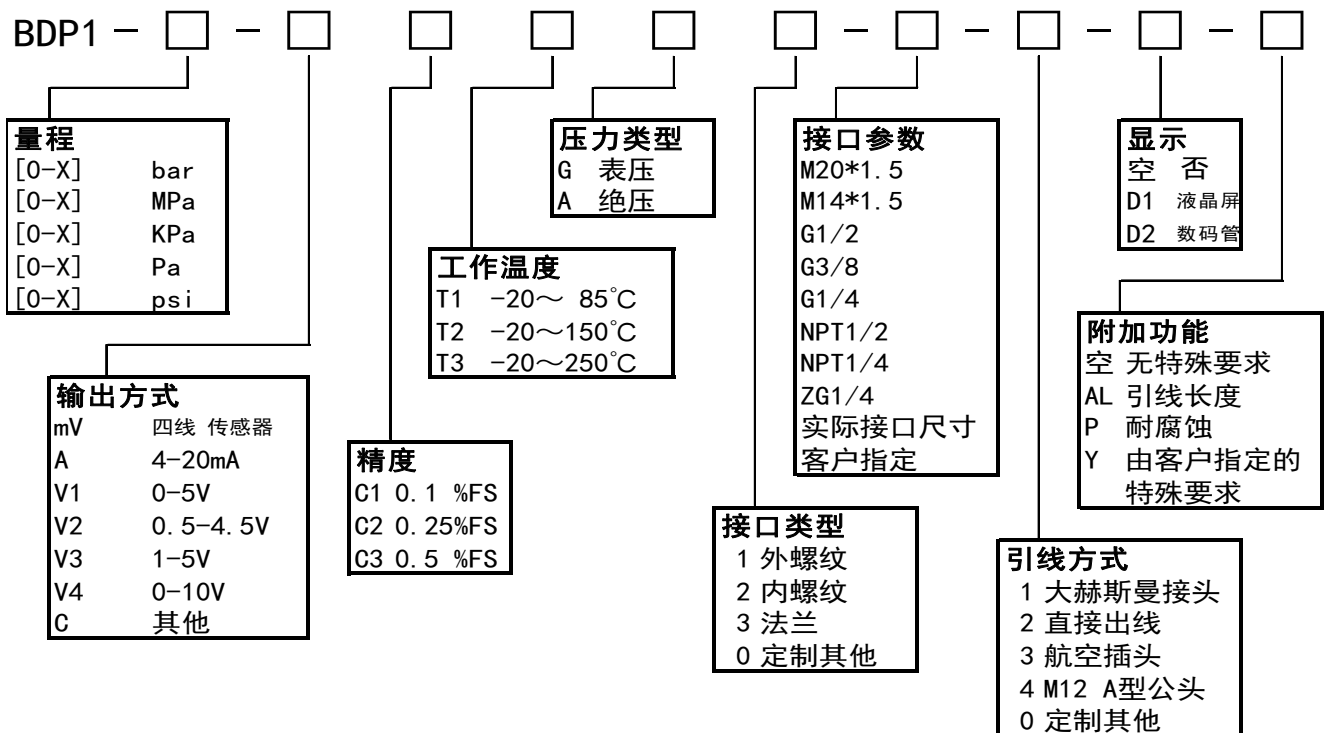 BDP1 - □ - □ □ □ □ □ - □ - □ - □ - □
量程
[0-X] bar
[0-X] MPa
[0-X] KPa
[0-X] Pa
[0-X] psi
输出方式
mV 四线 传感器
A 4-20mA
V1 0-5V
V2 0.5-4.5V
V3 1-5V
V4 0-10V
C 其他
精度
C1 0.1 %FS
C2 0.25%FS
C3 0.5 %FS
工作温度
T1 -20～ 85℃
T2 -20～150℃
T3 -20～250℃
压力类型
G 表压
A 绝压
接口类型
1 外螺纹
2 内螺纹
3 法兰
0 定制其他
接口参数
M20*1.5
M14*1.5
G1/2
G3/8
G1/4
NPT1/2
NPT1/4
ZG1/4
实际接口尺寸
客户指定
引线方式
1 大赫斯曼接头
2 直接出线
3 航空插头
4 M12 A型公头
0 定制其他
显示
空 否
D1 液晶屏
D2 数码管
附加功能
空 无特殊要求
AL 引线长度
P 耐腐蚀
Y 由客户指定的
特殊要求